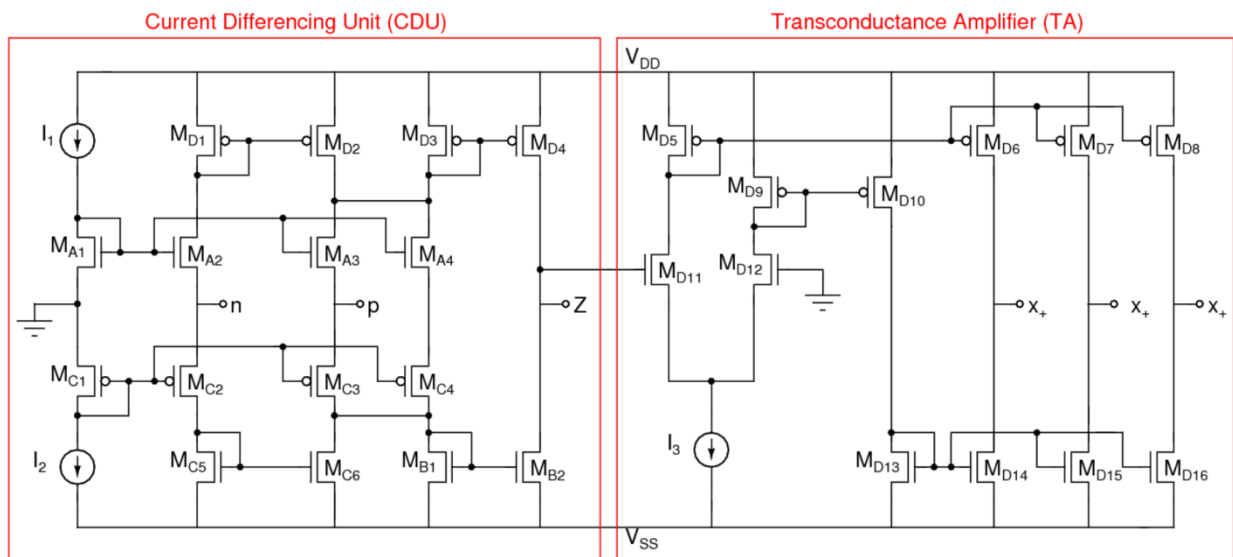 Current Differencing Unit (CDU)
Transconductance Amplifier (TA)
VDD
I1
MD1
MD2
MD3
MD4
MD5
MD6
MD7
MD8
MD9
MD10
MA1
MA2
MA3
MA4
MD11
MD12
n
p
Z
x+
x+
x+
MC1
MC2
MC3
MC4
I2
MC5
MC6
MB1
MB2
I3
MD13
MD14
MD15
MD16
VSS